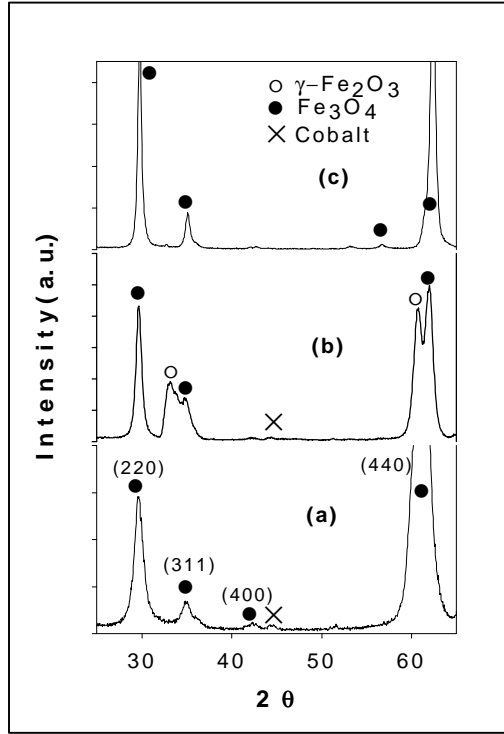 γ–Fe2O3
Fe3O4
Cobalt
(c)
(b)
(220)
(440)
(a)
(311)
(400)
30
40
50
60
2 θ
Intensity(a.u.)